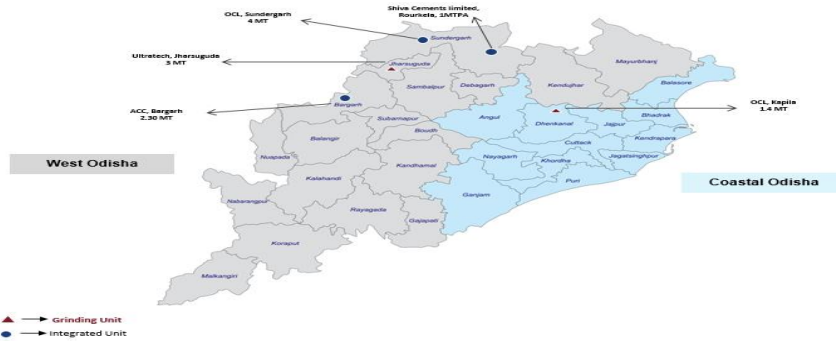 Shiva Cements limited,
Rourkela, 1MTPA
OCL, Sundergarh
4 MT
Sundergarh
Ultratech, Jharsuguda
3 MT
Jharsuguda
Mayurbhanj
Sambalpur
Debagarh
Kendujhar
Balasore
ACC, Bargarh
2.30 MT
Bargarh
OCL, Kapila
1.4 MT
Subarnapur
Angul
Dhenkanal
Jajpur
Bhadrak
Balangir
Boudh
Cuttack
Kendrapara
West Odisha
Nuapada
Kandhamal
Nayagarh
Khordha
Jagatsinghpur
Kalahandi
Puri
Coastal Odisha
Nabarangpur
Ganjam
Rayagada
Gajapati
Koraput
Malkangiri
Grinding Unit
Integrated Unit